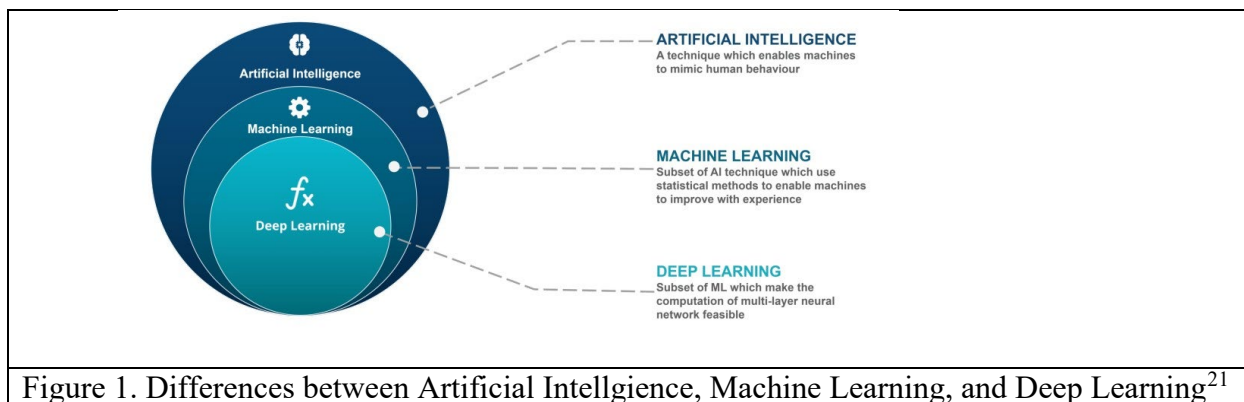 Artificial Intelligence
Machine Learning
fx
Deep Learning
ARTIFICIAL INTELLIGENCE
A technique which enables machines
to mimic human behaviour
MACHINE LEARNING
Subset of AI technique which use
statistical methods to enable machines
to improve with experience
DEEP LEARNING
Subset of ML which make the
computation of multi-layer neural
network feasible
Figure 1. Differences between Artificial Intellgience, Machine Learning, and Deep Learning21